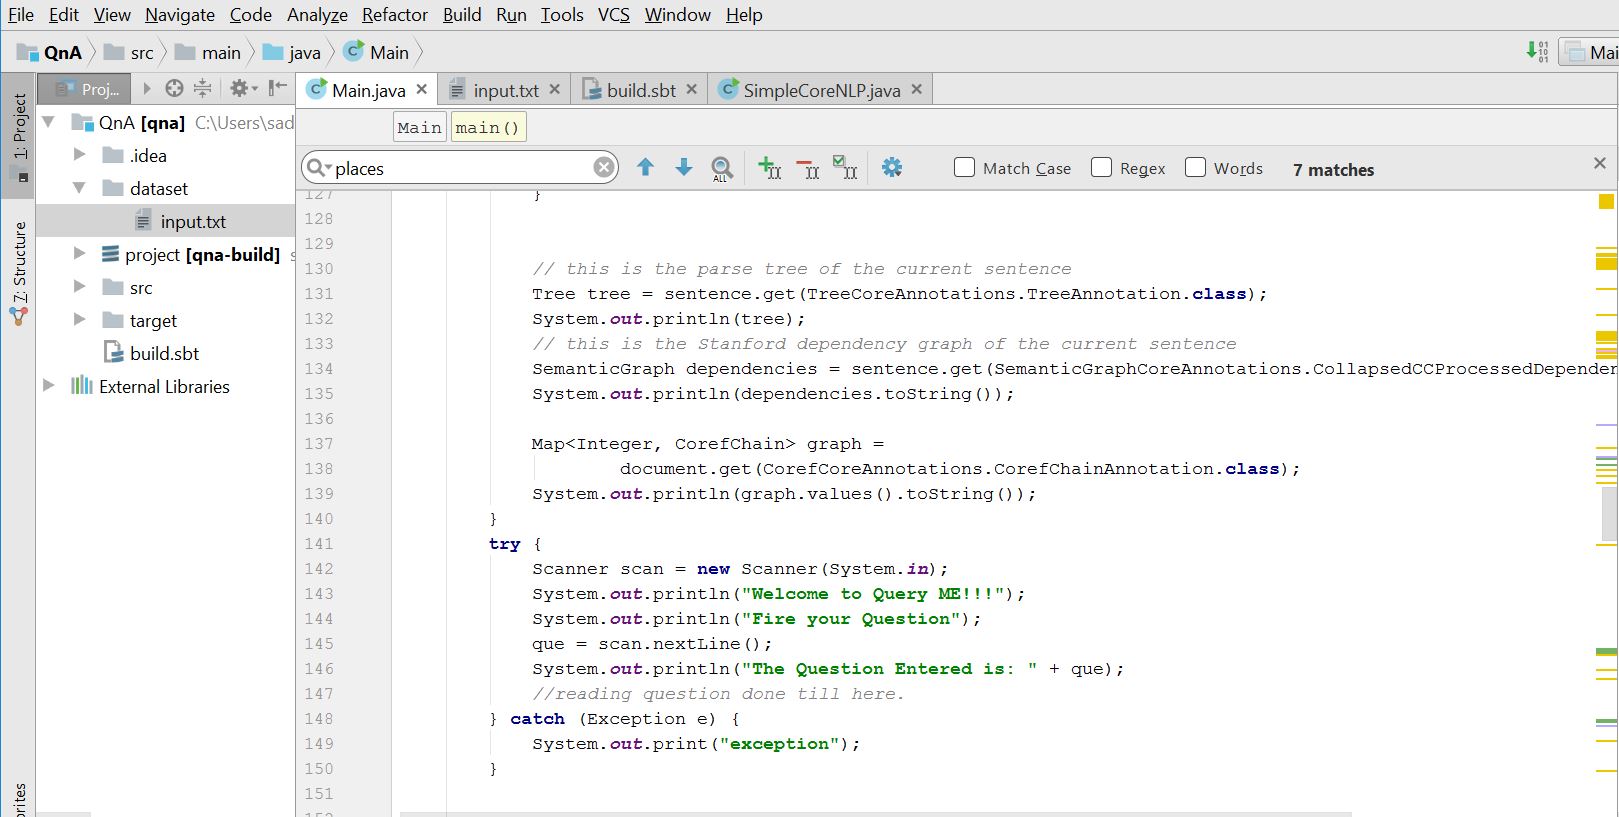 File Edit View Navigate Code Analyze Refactor Build Run Tools VCS Window Help
QnA src main java Main Mai
Proj... Main.java input.txt build.sbt SimpleCoreNLP.java
1: Project
7: Structure
QnA [qna] C:\Users\sad
.idea
dataset
input.txt
project [qna-build]
src
target
build.sbt
External Libraries
Main main()
places ALL Match Case Regex Words 7 matches
127 }
128
129
130 // this is the parse tree of the current sentence
131 Tree tree = sentence.get(TreeCoreAnnotations.TreeAnnotation.class);
132 System.out.println(tree);
133 // this is the Stanford dependency graph of the current sentence
134 SemanticGraph dependencies = sentence.get(SemanticGraphCoreAnnotations.CollapsedCCProcessedDependen
135 System.out.println(dependencies.toString());
136
137 Map<Integer, CorefChain> graph =
138 document.get(CorefCoreAnnotations.CorefChainAnnotation.class);
139 System.out.println(graph.values().toString());
140 }
141 try {
142 Scanner scan = new Scanner(System.in);
143 System.out.println("Welcome to Query ME!!!");
144 System.out.println("Fire your Question");
145 que = scan.nextLine();
146 System.out.println("The Question Entered is: " + que);
147 //reading question done till here.
148 } catch (Exception e) {
149 System.out.print("exception");
150 }
151